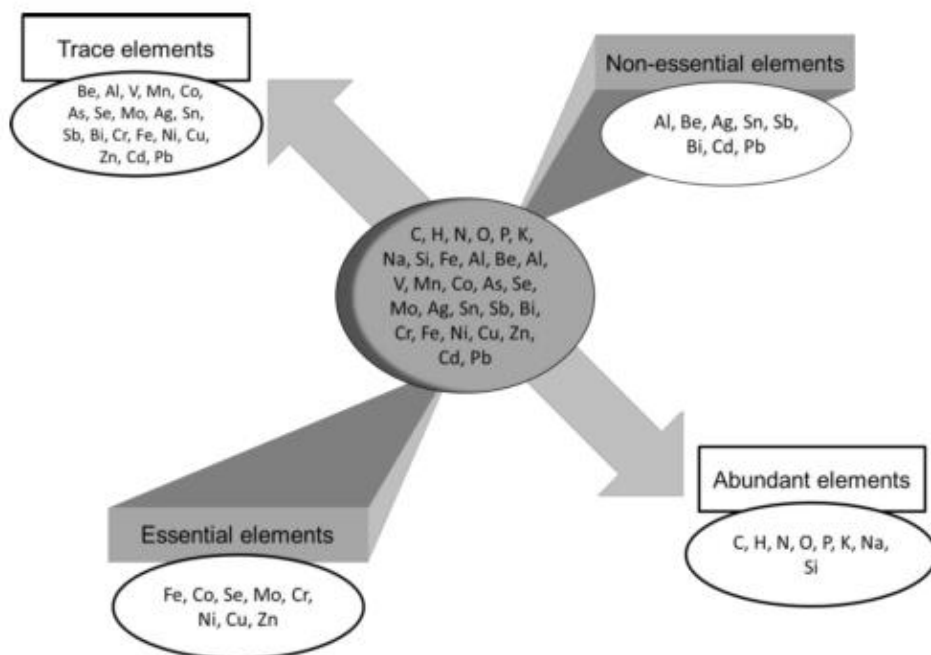 Trace elements
Be, Al, V, Mn, Co,
As, Se, Mo, Ag, Sn,
Sb, Bi, Cr, Fe, Ni, Cu,
Zn, Cd, Pb
Non-essential elements
Al, Be, Ag, Sn, Sb,
Bi, Cd, Pb
C, H, N, O, P, K,
Na, Si, Fe, Al, Be, Al,
V, Mn, Co, As, Se,
Mo, Ag, Sn, Sb, Bi,
Cr, Fe, Ni, Cu, Zn,
Cd, Pb
Essential elements
Fe, Co, Se, Mo, Cr,
Ni, Cu, Zn
Abundant elements
C, H, N, O, P, K, Na,
Si